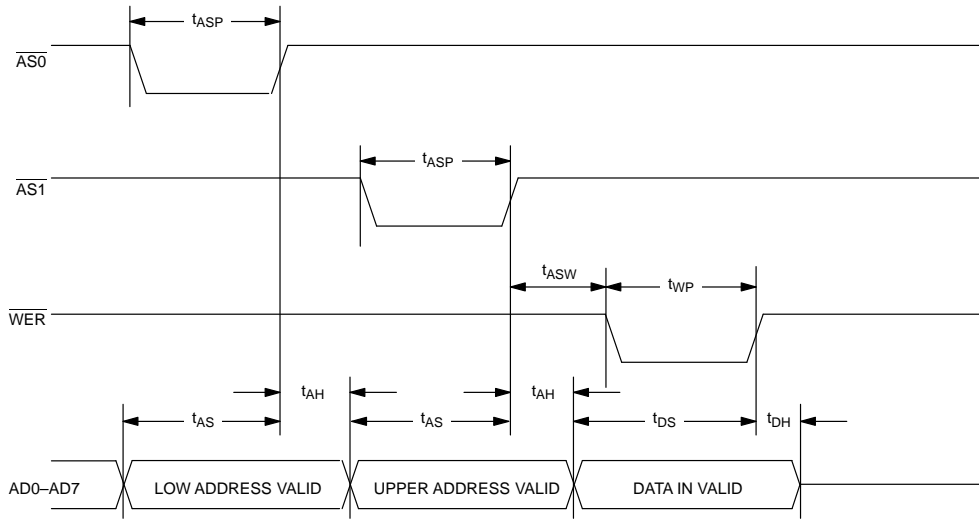 tASP
AS0
tASP
AS1
tASW
tWP
WER
tAH
tAH
tAS
tAS
tDS
tDH
AD0–AD7
LOW ADDRESS VALID
UPPER ADDRESS VALID
DATA IN VALID